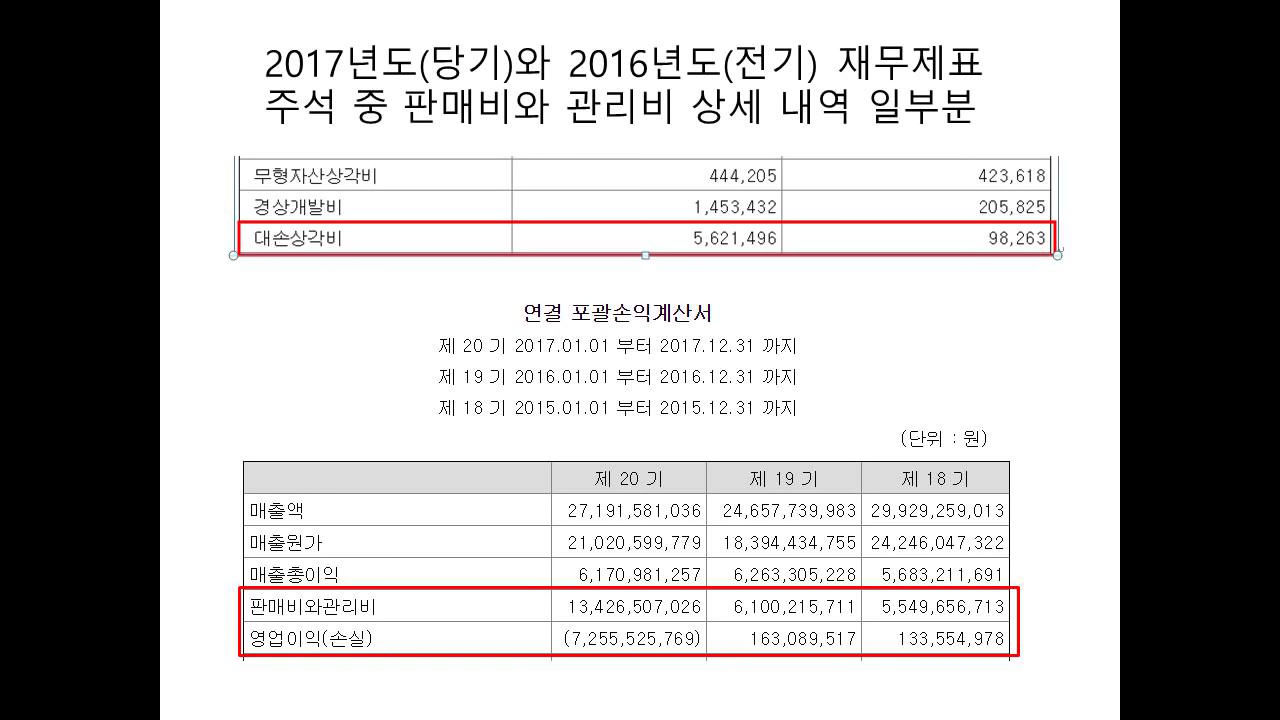 2017년도(당기)와 2016년도(전기) 재무제표
주석 중 판매비와 관리비 상세 내역 일부분
무형자산상각비 444,205 423,618
경상개발비 1,453,432 205,825
대손상각비 5,621,496 98,263
연결 포괄손익계산서
제 20 기 2017.01.01 부터 2017.12.31 까지
제 19 기 2016.01.01 부터 2016.12.31 까지
제 18 기 2015.01.01 부터 2015.12.31 까지
(단위 : 원)
제 20 기 제 19 기 제 18 기
매출액 27,191,581,036 24,657,739,983 29,929,259,013
매출원가 21,020,599,779 18,394,434,755 24,246,047,322
매출총이익 6,170,981,257 6,263,305,228 5,683,211,691
판매비와관리비 13,426,507,026 6,100,215,711 5,549,656,713
영업이익(손실) (7,255,525,769) 163,089,517 133,554,978